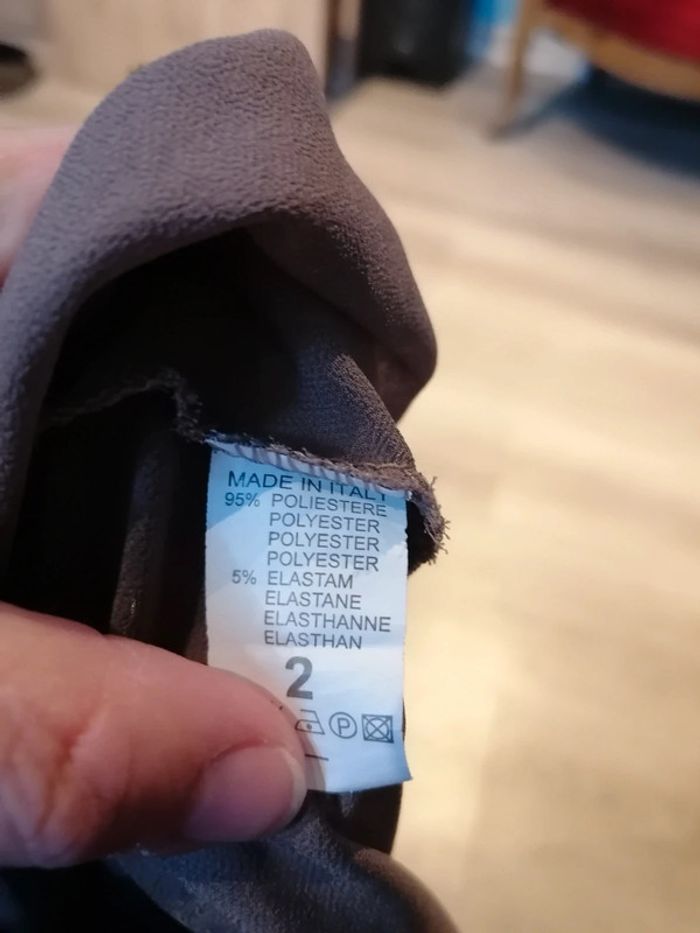 MADE IN ITALY
95% POLIESTERE
POLYESTER
POLYESTER
POLYESTER
5% ELASTAM
ELASTANE
ELASTHANNE
ELASTHAN
2
P